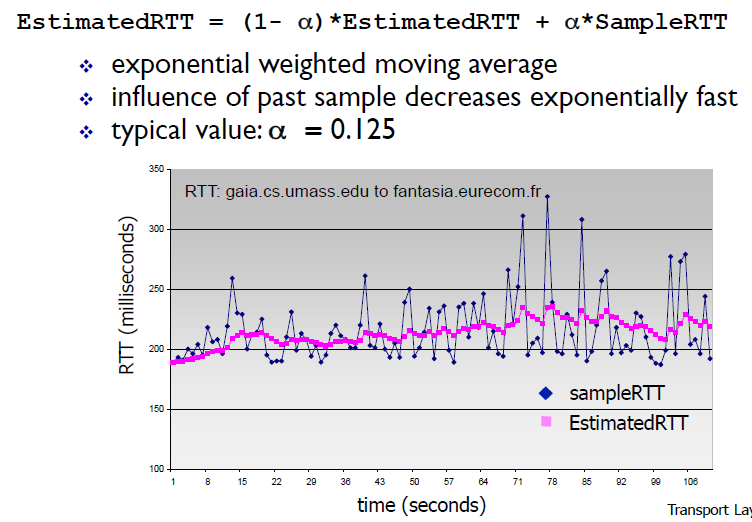 EstimatedRTT = (1- α)*EstimatedRTT + α*SampleRTT
❖ exponential weighted moving average
❖ influence of past sample decreases exponentially fast
❖ typical value: α = 0.125
RTT: gaia.cs.umass.edu to fantasia.eurecom.fr
RTT (milliseconds)
350
300
250
200
150
100
sampleRTT
EstimatedRTT
1 8 15 22 29 36 43 50 57 64 71 78 85 92 99 106
time (seconds)
Transport Lay